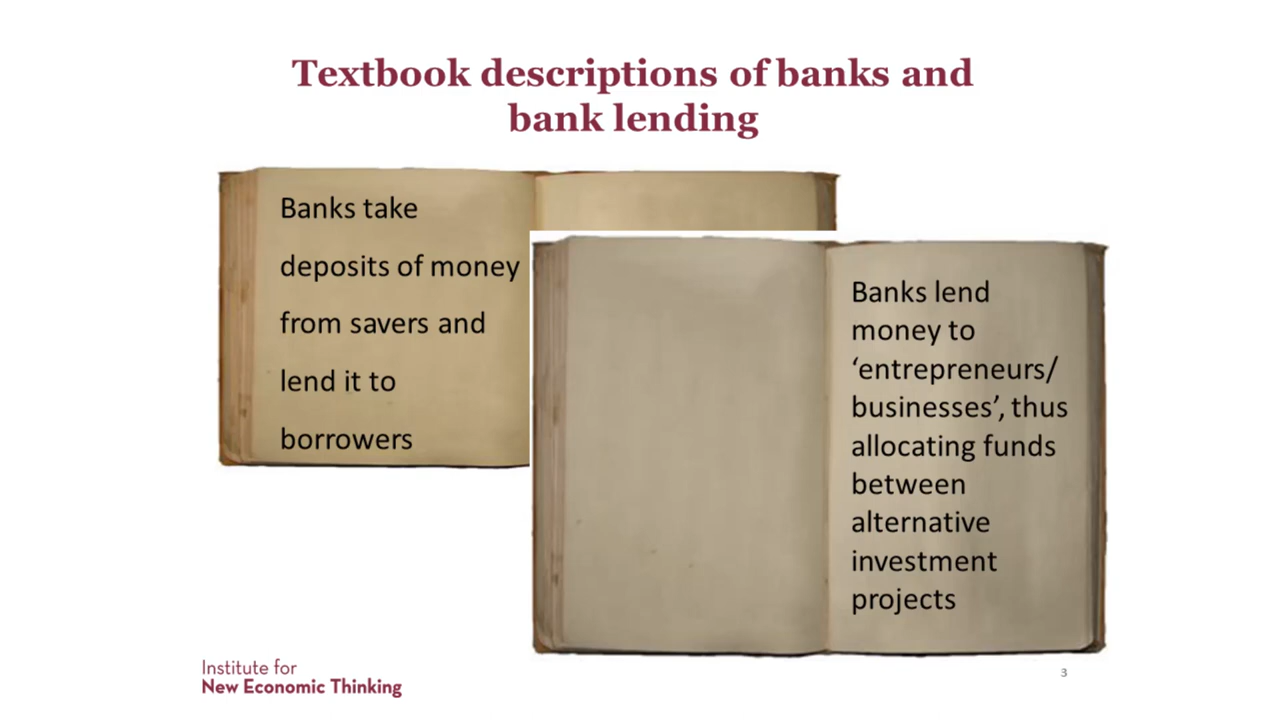 Textbook descriptions of banks and
bank lending
Banks take
deposits of money
from savers and
lend it to
borrowers
Banks lend
money to
‘entrepreneurs/
businesses’, thus
allocating funds
between
alternative
investment
projects
Institute for
New Economic Thinking
3